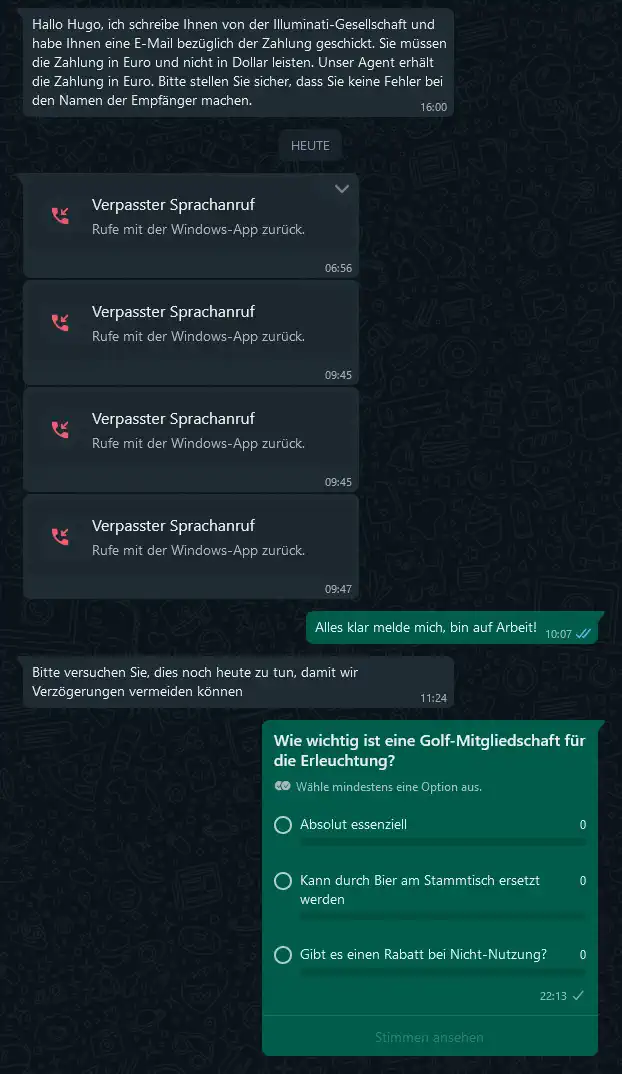 Hallo Hugo, ich schreibe Ihnen von der Illuminati-Gesellschaft und
habe Ihnen eine E-Mail bezüglich der Zahlung geschickt. Sie müssen
die Zahlung in Euro und nicht in Dollar leisten. Unser Agent erhält
die Zahlung in Euro. Bitte stellen Sie sicher, dass Sie keine Fehler bei
den Namen der Empfänger machen.
16:00
HEUTE
Verpasster Sprachanruf
Rufe mit der Windows-App zurück.
06:56
Verpasster Sprachanruf
Rufe mit der Windows-App zurück.
09:45
Verpasster Sprachanruf
Rufe mit der Windows-App zurück.
09:45
Verpasster Sprachanruf
Rufe mit der Windows-App zurück.
09:47
Alles klar melde mich, bin auf Arbeit! 10:07
Bitte versuchen Sie, dies noch heute zu tun, damit wir
Verzögerungen vermeiden können
11:24
Wie wichtig ist eine Golf-Mitgliedschaft für
die Erleuchtung?
Wähle mindestens eine Option aus.
Absolut essenziell 0
Kann durch Bier am Stammtisch ersetzt 0
werden
Gibt es einen Rabatt bei Nicht-Nutzung? 0
22:13
Stimmen ansehen